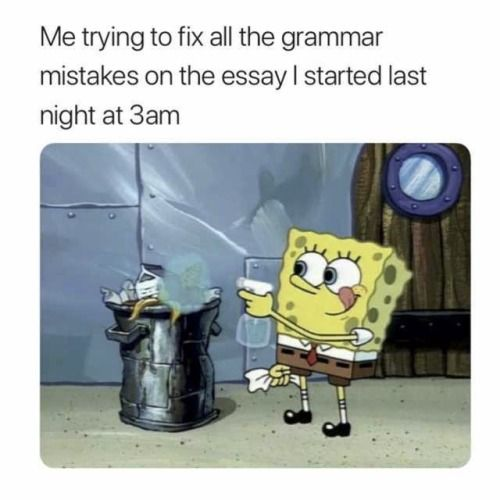 Me trying to fix all the grammar
mistakes on the essay I started last
night at 3am